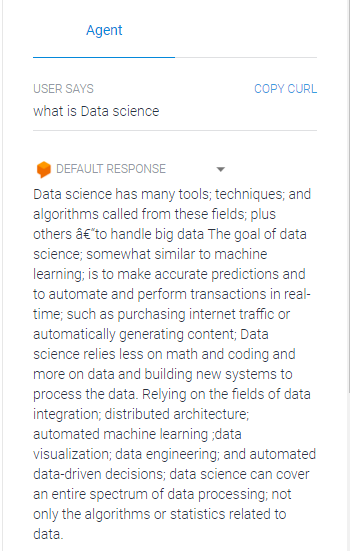 Agent
USER SAYS COPY CURL
what is Data science
DEFAULT RESPONSE
Data science has many tools; techniques; and
algorithms called from these fields; plus
others â€“to handle big data The goal of data
science; somewhat similar to machine
learning; is to make accurate predictions and
to automate and perform transactions in real-
time; such as purchasing internet traffic or
automatically generating content; Data
science relies less on math and coding and
more on data and building new systems to
process the data. Relying on the fields of data
integration; distributed architecture;
automated machine learning ;data
visualization; data engineering; and automated
data-driven decisions; data science can cover
an entire spectrum of data processing; not
only the algorithms or statistics related to
data.